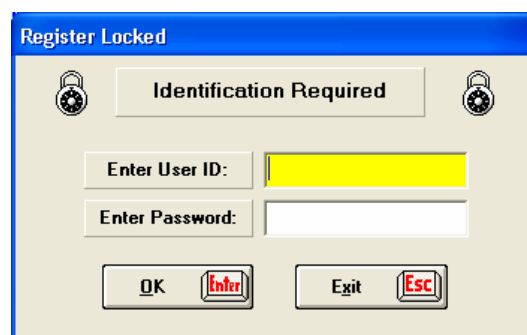 Register Locked
Identification Required
Enter User ID:
Enter Password:
OK Enter Exit Esc